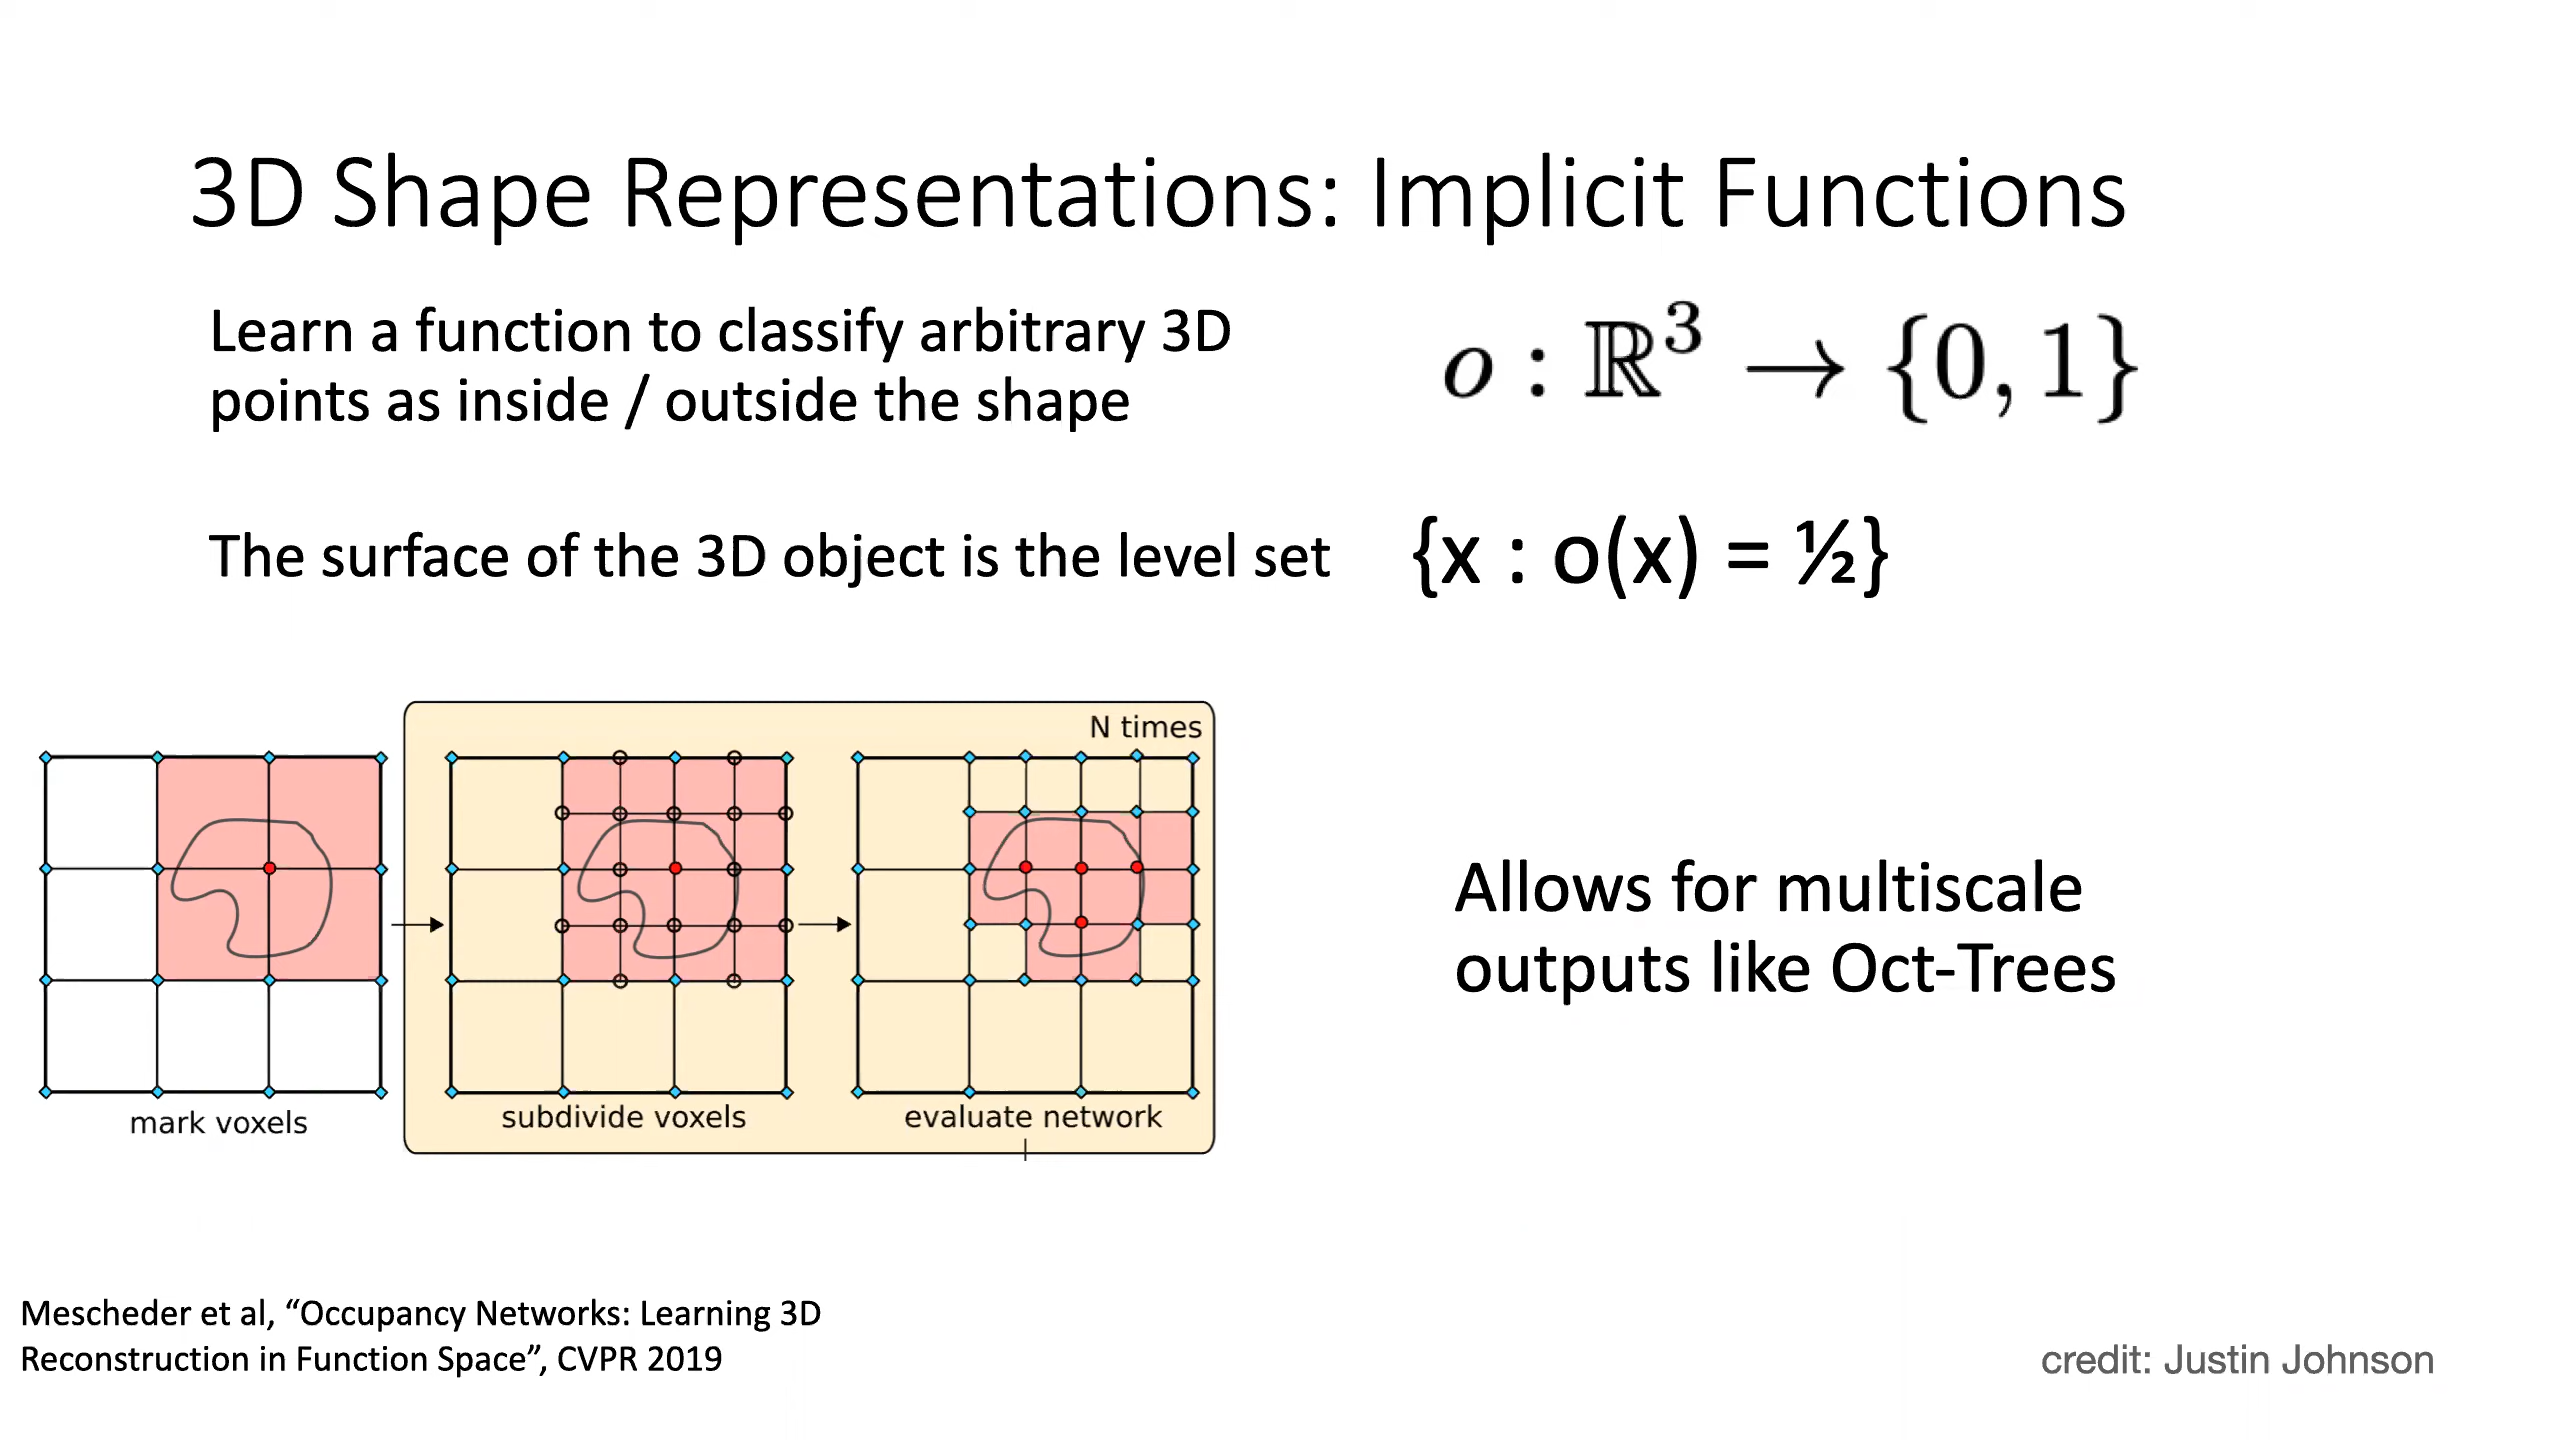 3D Shape Representations: Implicit Functions
Learn a function to classify arbitrary 3D
points as inside / outside the shape
o : ℝ³ → {0, 1}
The surface of the 3D object is the level set
{x : o(x) = ½}
N times
mark voxels
subdivide voxels
evaluate network
Allows for multiscale
outputs like Oct-Trees
Mescheder et al, “Occupancy Networks: Learning 3D
Reconstruction in Function Space”, CVPR 2019
credit: Justin Johnson